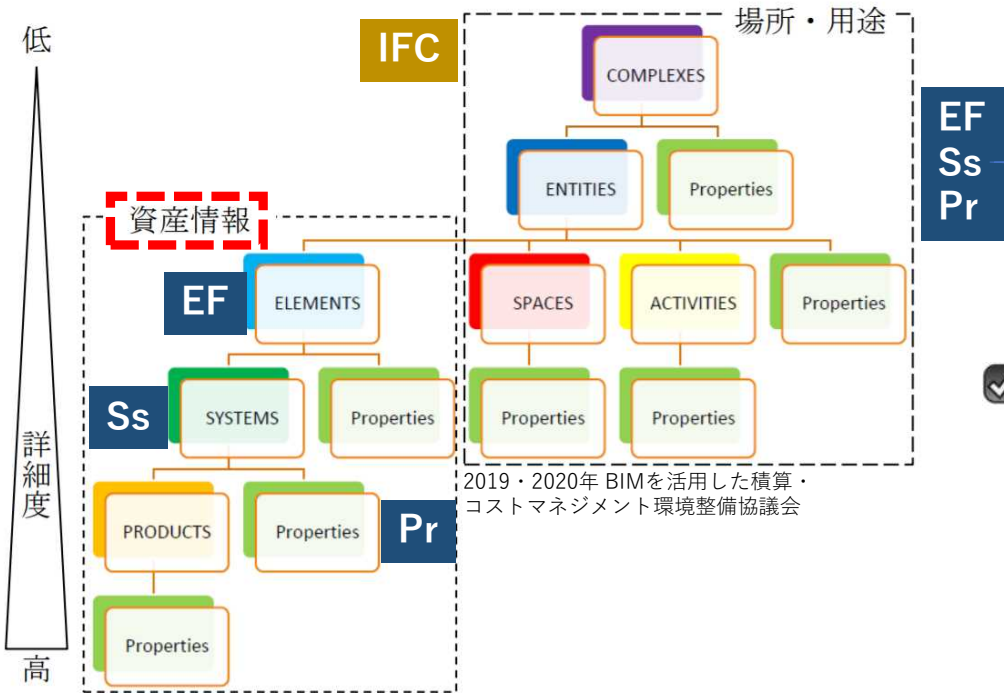 低
IFC
場所・用途
COMPLEXES
EF
Ss
Pr
ENTITIES
Properties
資産情報
EF
ELEMENTS
SPACES
ACTIVITIES
Properties
Ss
SYSTEMS
Properties
Properties
Properties
詳細度
2019・2020年 BIMを活用した積算・
コストマネジメント環境整備協議会
PRODUCTS
Properties
Pr
Properties
高